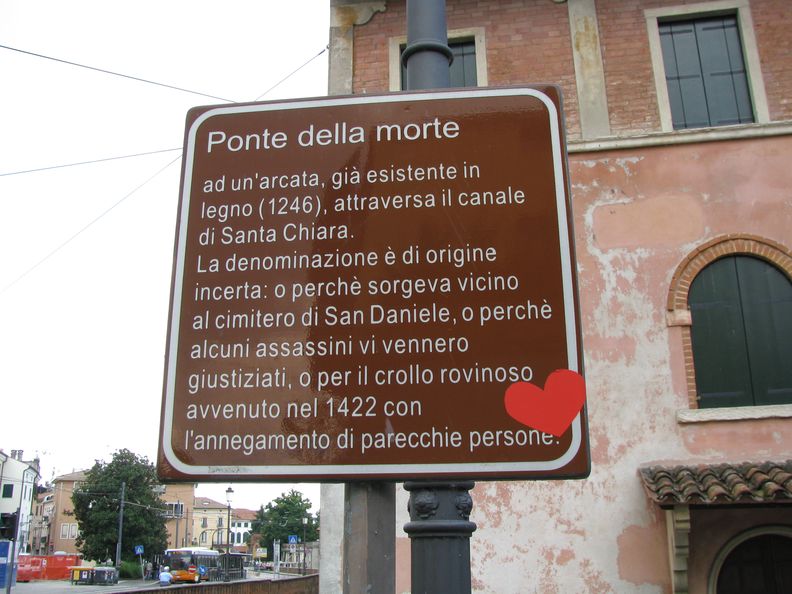 Ponte della morte
ad un'arcata, già esistente in
legno (1246), attraversa il canale
di Santa Chiara.
La denominazione è di origine
incerta: o perchè sorgeva vicino
al cimitero di San Daniele, o perchè
alcuni assassini vi vennero
giustiziati, o per il crollo rovinoso
avvenuto nel 1422 con
l'annegamento di parecchie persone.